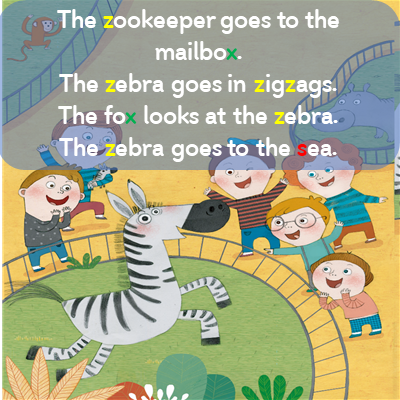 The zookeeper goes to the
mailbox.
The zebra goes in zigzags.
The fox looks at the zebra.
The zebra goes to the sea.